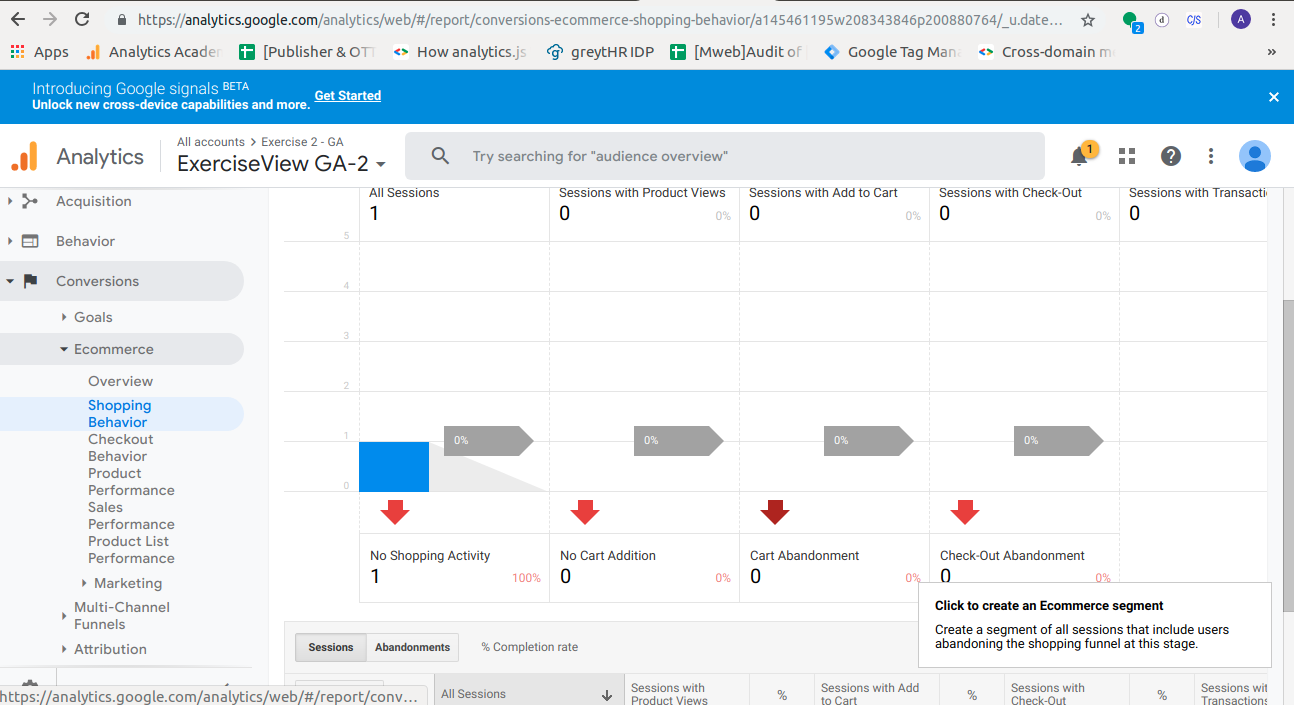 https://analytics.google.com/analytics/web/#/report/conversions-ecommerce-shopping-behavior/a145461195w208343846p200880764/_u.date…
2
d
C/S
A
Apps
Analytics Acade
[Publisher & OTT
How analytics.js
greytHR IDP
[Mweb]Audit of
Google Tag Mana
Cross-domain m
»
Introducing Google signals BETA
Unlock new cross-device capabilities and more. Get Started
Analytics
All accounts > Exercise 2 - GA
ExerciseView GA-2
Try searching for "audience overview"
1
Acquisition
Behavior
Conversions
Goals
Ecommerce
Overview
Shopping
Behavior
Checkout
Behavior
Product
Performance
Sales
Performance
Product List
Performance
Marketing
Multi-Channel
Funnels
Attribution
https://analytics.google.com/analytics/web/#/report/conv…
All Sessions
1
Sessions with Product Views
0 0%
Sessions with Add to Cart
0 0%
Sessions with Check-Out
0 0%
Sessions with Transactio
0
5
4
3
2
1
0
0%
0%
0%
0%
No Shopping Activity
1 100%
No Cart Addition
0 0%
Cart Abandonment
0 0%
Check-Out Abandonment
0 0%
Click to create an Ecommerce segment
Create a segment of all sessions that include users
abandoning the shopping funnel at this stage.
Sessions Abandonments % Completion rate
All Sessions
Sessions with
Product Views
%
Sessions with Add
to Cart
%
Sessions with
Check-Out
%
Sessions wit
Transactions